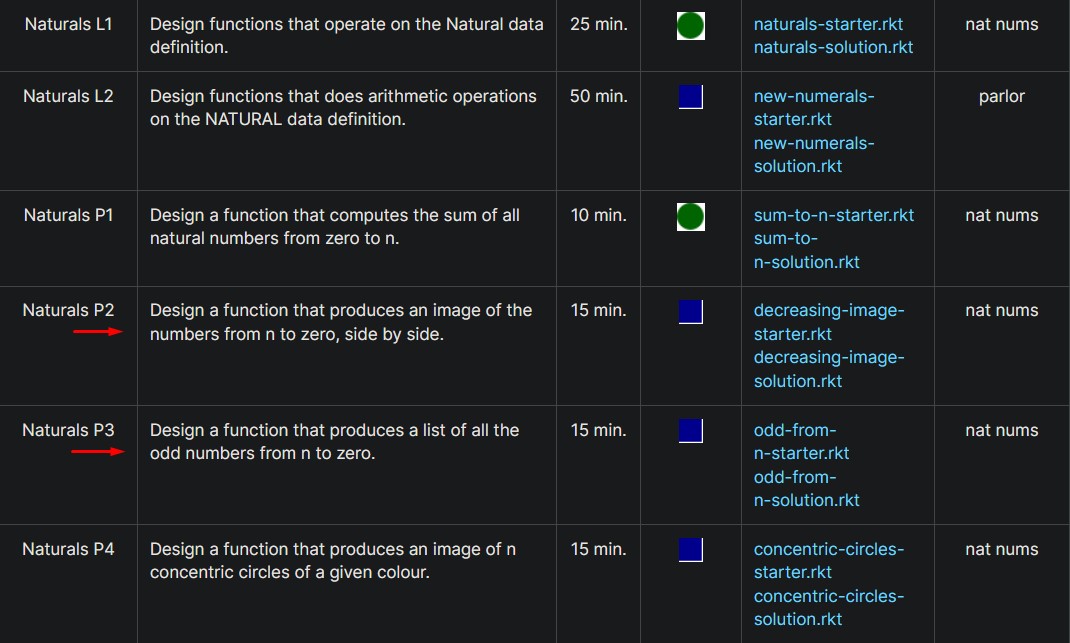 Naturals L1
Design functions that operate on the Natural data
definition.
25 min.
naturals-starter.rkt
naturals-solution.rkt
nat nums
Naturals L2
Design functions that does arithmetic operations
on the NATURAL data definition.
50 min.
new-numerals-
starter.rkt
new-numerals-
solution.rkt
parlor
Naturals P1
Design a function that computes the sum of all
natural numbers from zero to n.
10 min.
sum-to-n-starter.rkt
sum-to-
n-solution.rkt
nat nums
Naturals P2
Design a function that produces an image of the
numbers from n to zero, side by side.
15 min.
decreasing-image-
starter.rkt
decreasing-image-
solution.rkt
nat nums
Naturals P3
Design a function that produces a list of all the
odd numbers from n to zero.
15 min.
odd-from-
n-starter.rkt
odd-from-
n-solution.rkt
nat nums
Naturals P4
Design a function that produces an image of n
concentric circles of a given colour.
15 min.
concentric-circles-
starter.rkt
concentric-circles-
solution.rkt
nat nums